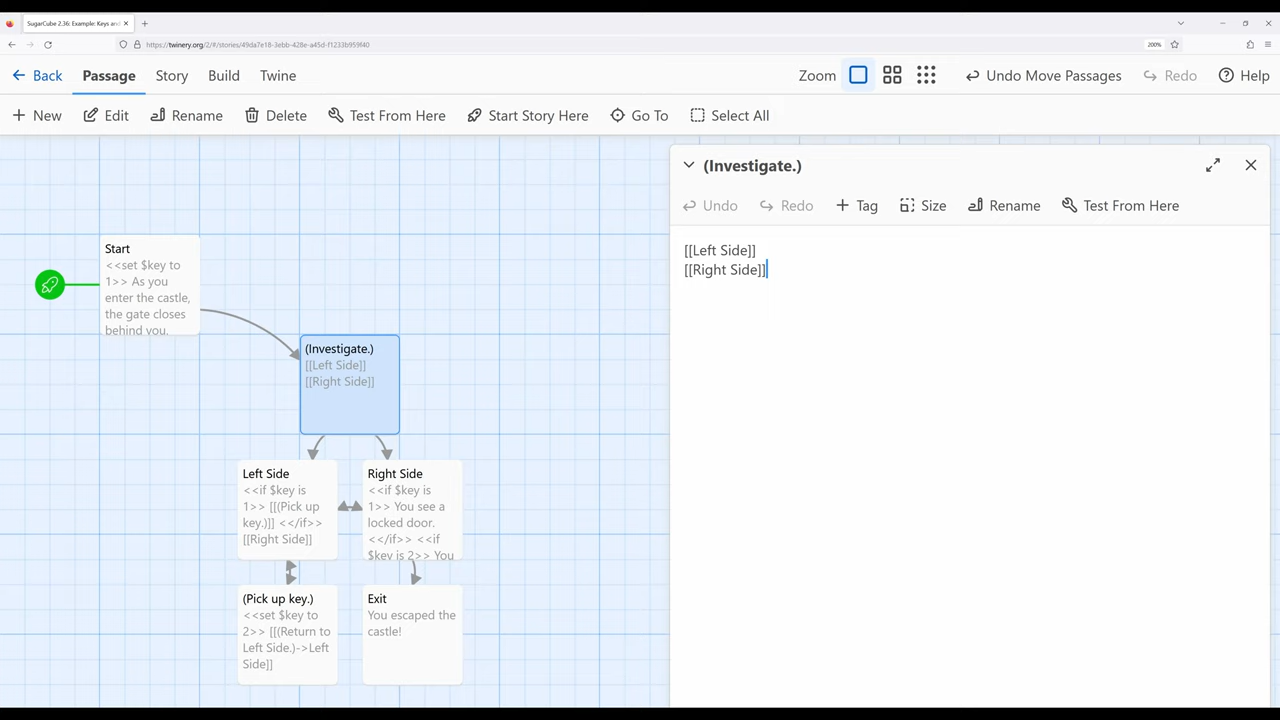 SugarCube 2.36: Example: Keys and
https://twinery.org/2/#/stories/49da7e18-3ebb-428e-a45d-f1233b959f40
200%
Back
Passage
Story
Build
Twine
Zoom
Undo Move Passages
Redo
Help
New
Edit
Rename
Delete
Test From Here
Start Story Here
Go To
Select All
(Investigate.)
Undo
Redo
Tag
Size
Rename
Test From Here
[[Left Side]]
[[Right Side]]
Start
<<set $key to
1>> As you
enter the castle,
the gate closes
behind you.
(Investigate.)
[[Left Side]]
[[Right Side]]
Left Side
<<if $key is
1>> [[(Pick up
key.)]] <</if>>
[[Right Side]]
Right Side
<<if $key is
1>> You see a
locked door.
<</if>> <<if
$key is 2>> You
(Pick up key.)
<<set $key to
2>> [[(Return to
Left Side.)->Left
Side]]
Exit
You escaped the
castle!